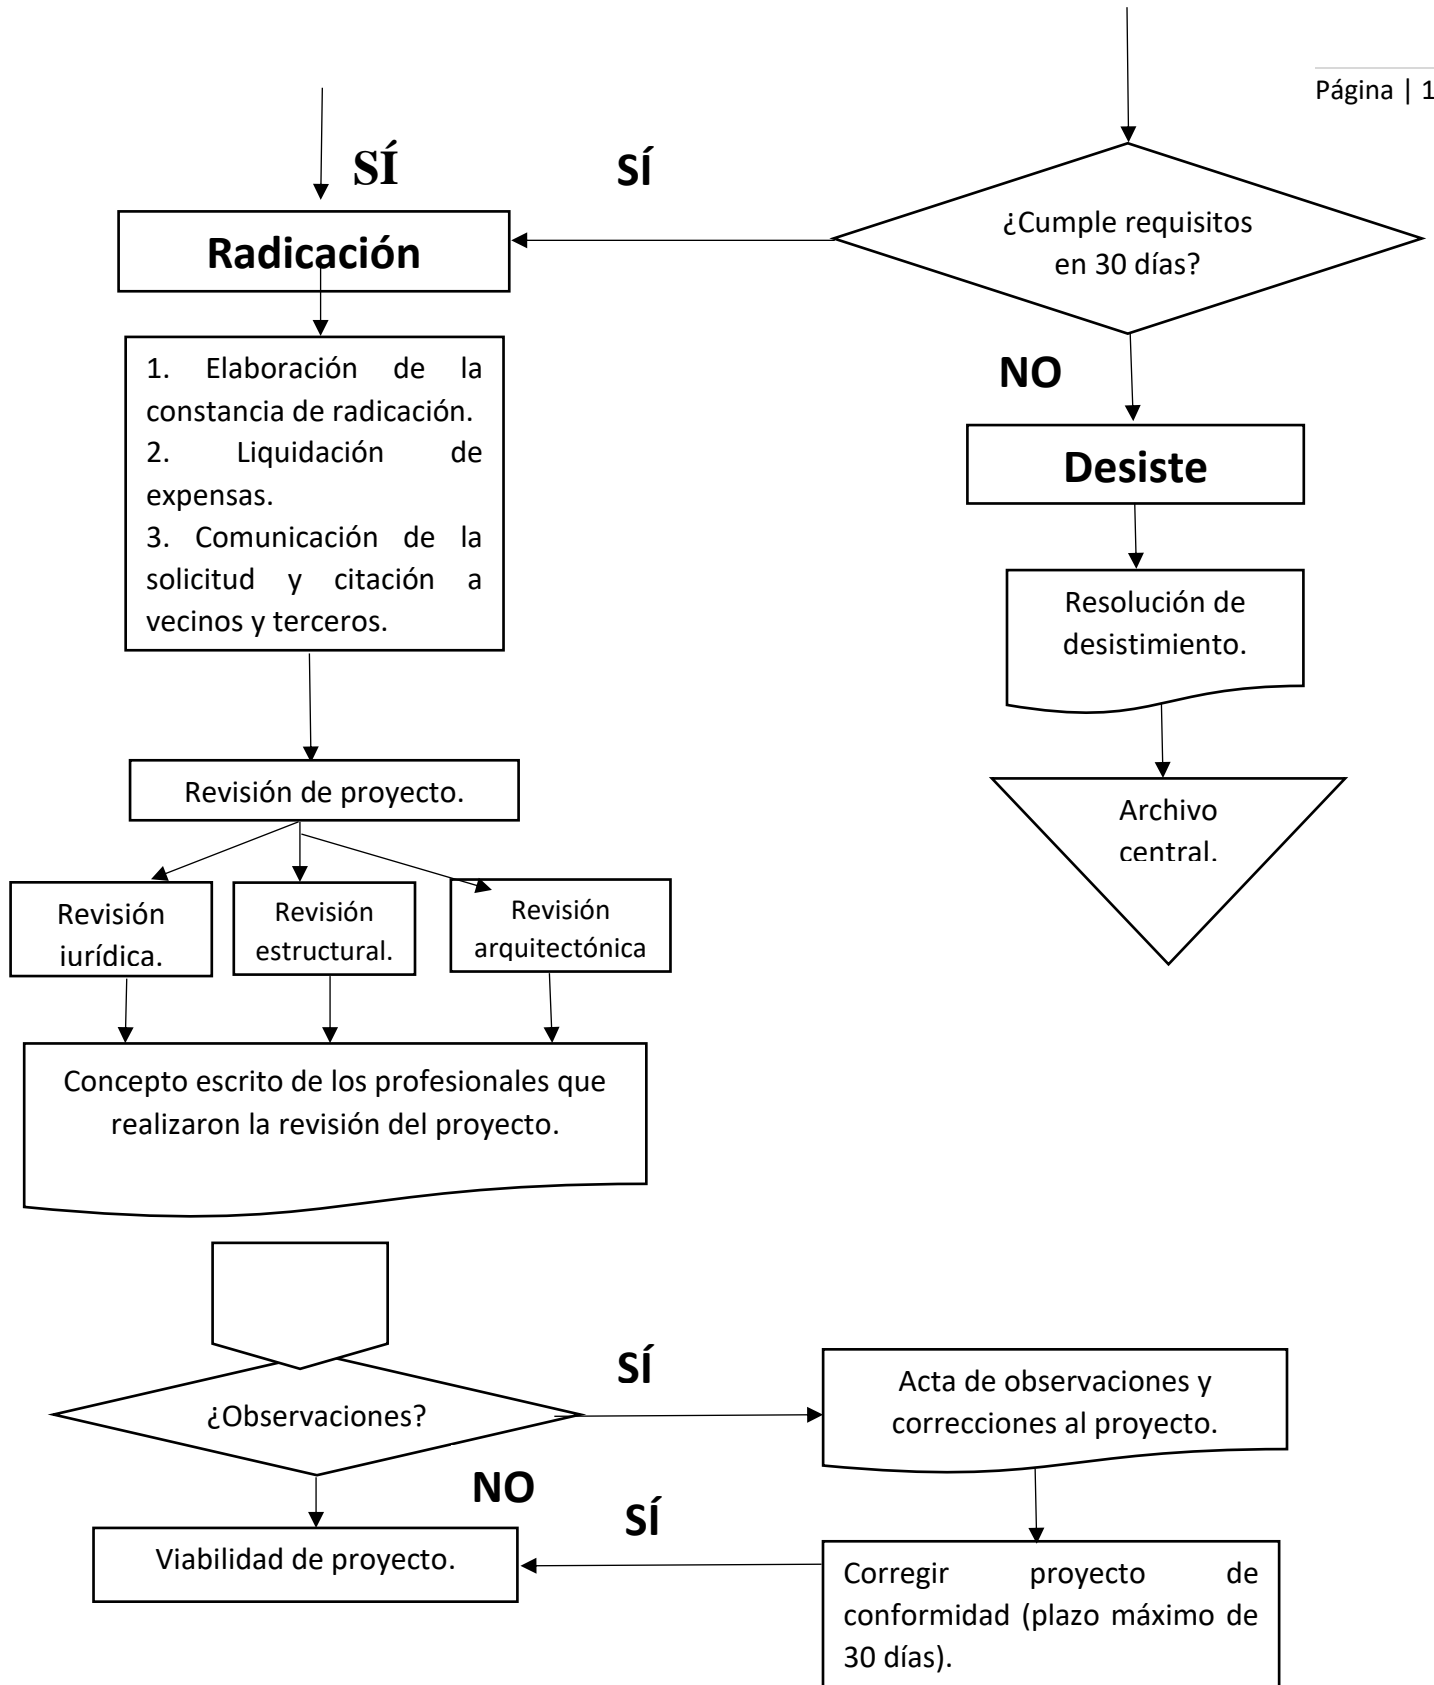 Página | 1
SÍ
SÍ
Radicación
¿Cumple requisitos
en 30 días?
1. Elaboración de la
constancia de radicación.
2. Liquidación de
expensas.
3. Comunicación de la
solicitud y citación a
vecinos y terceros.
NO
Desiste
Resolución de
desistimiento.
Revisión de proyecto.
Archivo
central.
Revisión
jurídica.
Revisión
estructural.
Revisión
arquitectónica
Concepto escrito de los profesionales que
realizaron la revisión del proyecto.
¿Observaciones?
SÍ
Acta de observaciones y
correcciones al proyecto.
NO
SÍ
Viabilidad de proyecto.
Corregir proyecto de
conformidad (plazo máximo de
30 días).